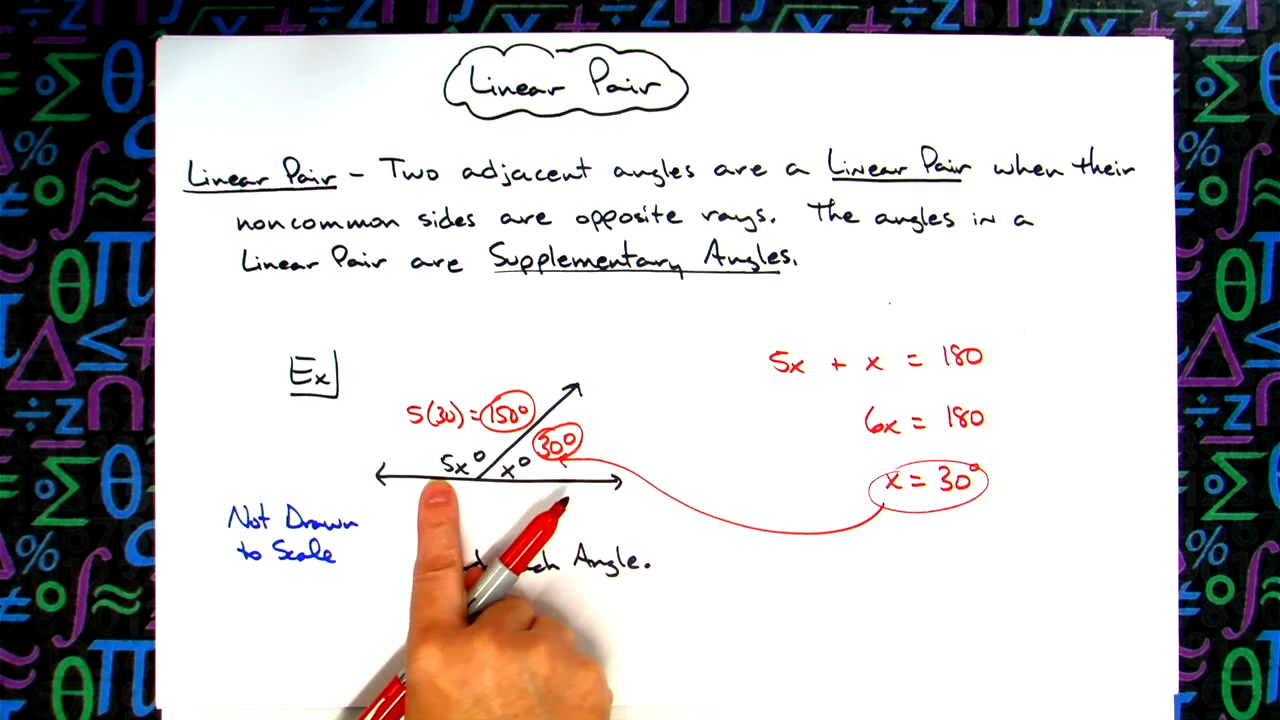 Linear Pair
Linear Pair - Two adjacent angles are a Linear Pair when their
noncommon sides are opposite rays. The angles in a
Linear Pair are Supplementary Angles.
Ex
5x + x = 180
6x = 180
x = 30°
5(30) = 150°
30°
5x° x°
Not Drawn
to Scale
Angle.